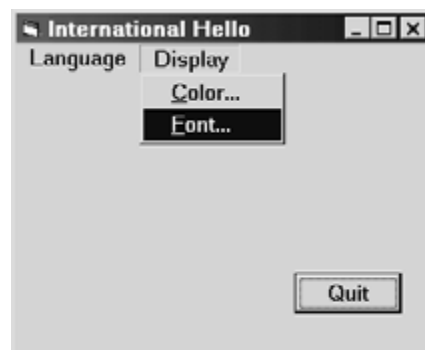 International Hello
Language Display
Color...
Font...
Quit